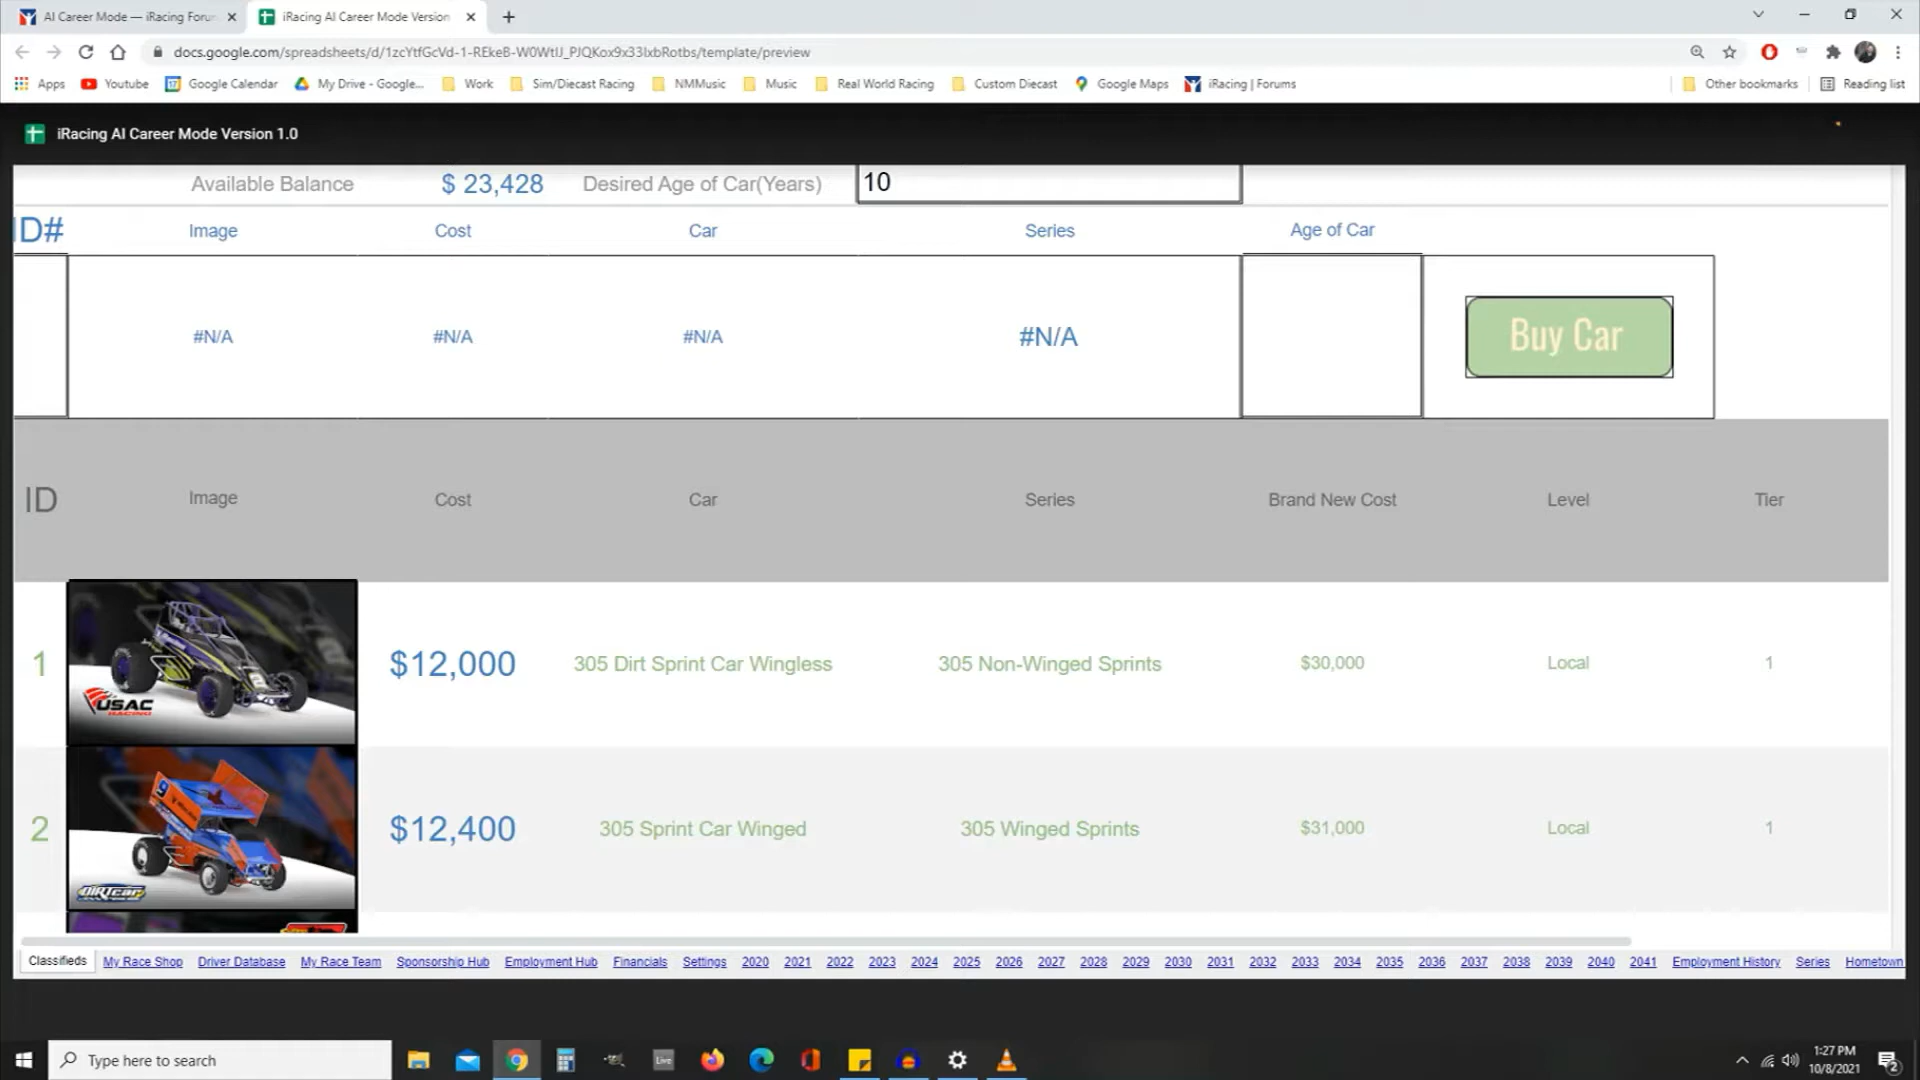 AI Career Mode — iRacing Forum
iRacing AI Career Mode Version
docs.google.com/spreadsheets/d/1zcYtfGcVd-1-REkeB-W0WtIJ_PJQKox9x33lxbRotbs/template/preview
Apps Youtube Google Calendar My Drive - Google... Work Sim/Diecast Racing NMMusic Music Real World Racing Custom Diecast Google Maps iRacing | Forums Other bookmarks Reading list
iRacing AI Career Mode Version 1.0
Available Balance $ 23,428 Desired Age of Car(Years) 10
ID# Image Cost Car Series Age of Car
#N/A #N/A #N/A #N/A Buy Car
ID Image Cost Car Series Brand New Cost Level Tier
1 $12,000 305 Dirt Sprint Car Wingless 305 Non-Winged Sprints $30,000 Local 1
USAC
RACING
2 $12,400 305 Sprint Car Winged 305 Winged Sprints $31,000 Local 1
9
DIRTcar
Classifieds My Race Shop Driver Database My Race Team Sponsorship Hub Employment Hub Financials Settings 2020 2021 2022 2023 2024 2025 2026 2027 2028 2029 2030 2031 2032 2033 2034 2035 2036 2037 2038 2039 2040 2041 Employment History Series Hometown
Type here to search
Live
1:27 PM
10/8/2021
2